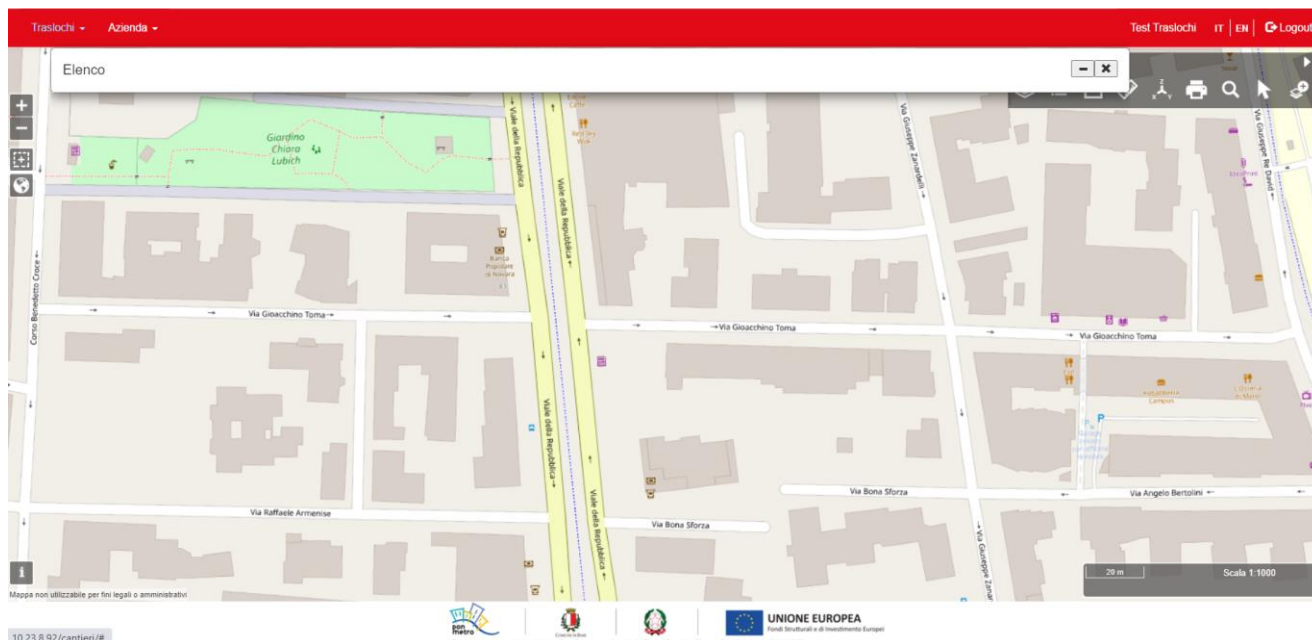 Traslochi
Azienda
Test Traslochi
IT | EN
Logout
Elenco
Giardino
Chiara
Lubich
Viale della Repubblica
Viale della Repubblica
Via Giuseppe Zanardelli
Via Giuseppe Re David
Corso Benedetto Croce
Banca
Popolare
di Novara
Via Gioacchino Toma
Via Gioacchino Toma
Via Gioacchino Toma
Viale della Repubblica
Viale della Repubblica
P
Via Bona Sforza
Via Angelo Bertolini
Via Raffaele Armenise
Via Bona Sforza
Via Giuseppe
20 m
Scala 1:1000
Mappa non utilizzabile per fini legali o amministrativi
pon
metro
UNIONE EUROPEA
Fondi Strutturali e di Investimento Europei
10.23.8.92/cantieri/#